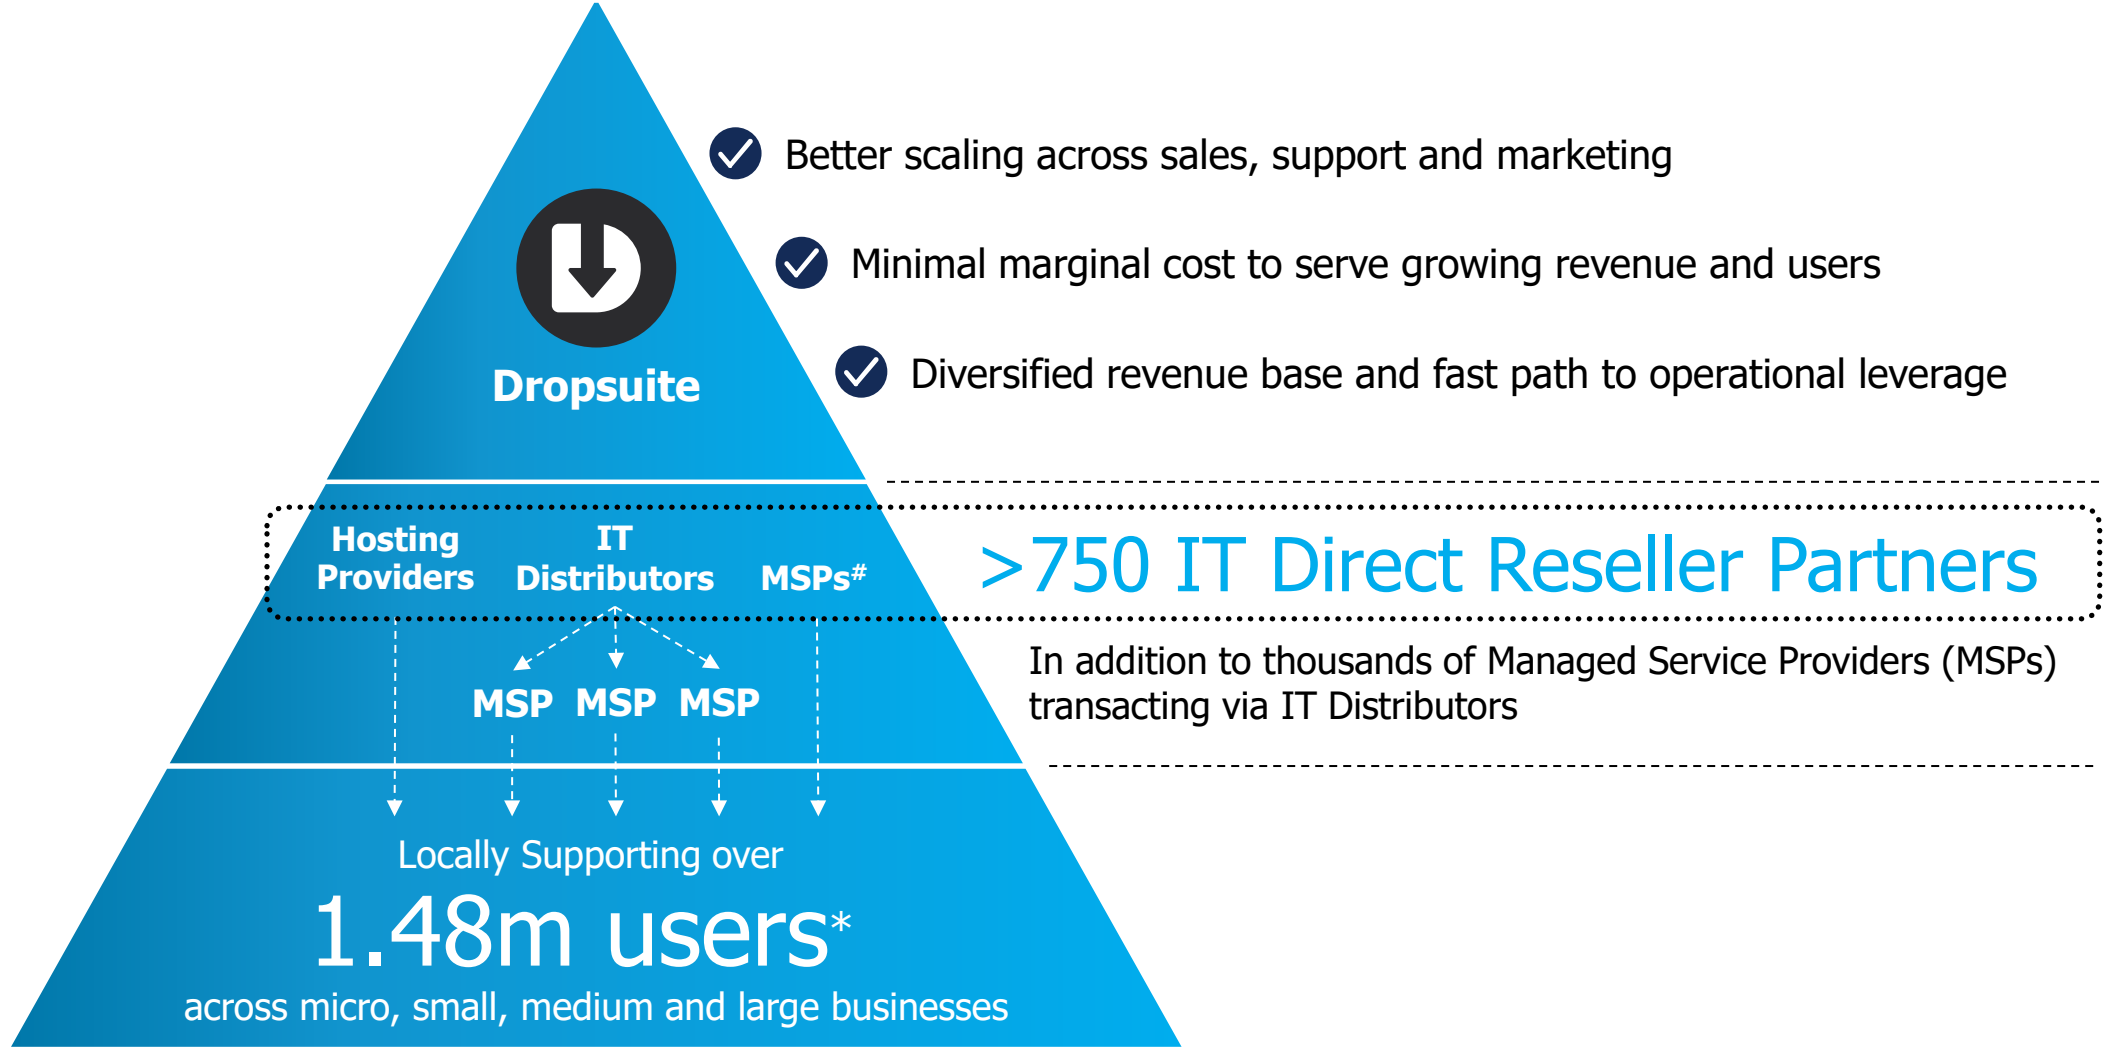 Better scaling across sales, support and marketing
Minimal marginal cost to serve growing revenue and users
Diversified revenue base and fast path to operational leverage
Dropsuite
Hosting
Providers
IT
Distributors
MSPs#
>750 IT Direct Reseller Partners
In addition to thousands of Managed Service Providers (MSPs)
transacting via IT Distributors
MSP MSP MSP
Locally Supporting over
1.48m users*
across micro, small, medium and large businesses